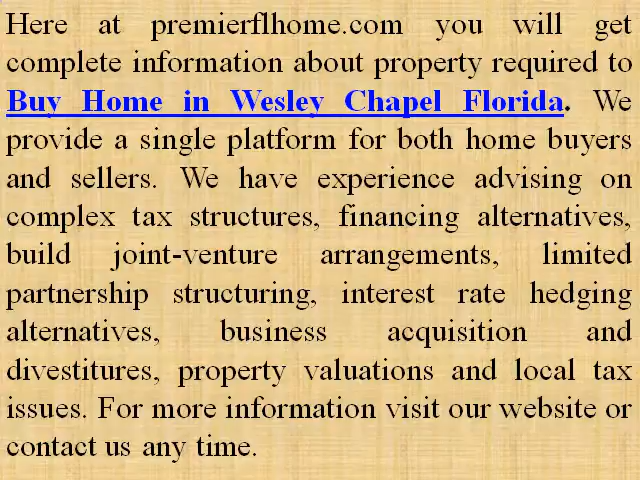 Here at premierflhome.com you will get
complete information about property required to
Buy Home in Wesley Chapel Florida. We
provide a single platform for both home buyers
and sellers. We have experience advising on
complex tax structures, financing alternatives,
build joint-venture arrangements, limited
partnership structuring, interest rate hedging
alternatives, business acquisition and
divestitures, property valuations and local tax
issues. For more information visit our website or
contact us any time.